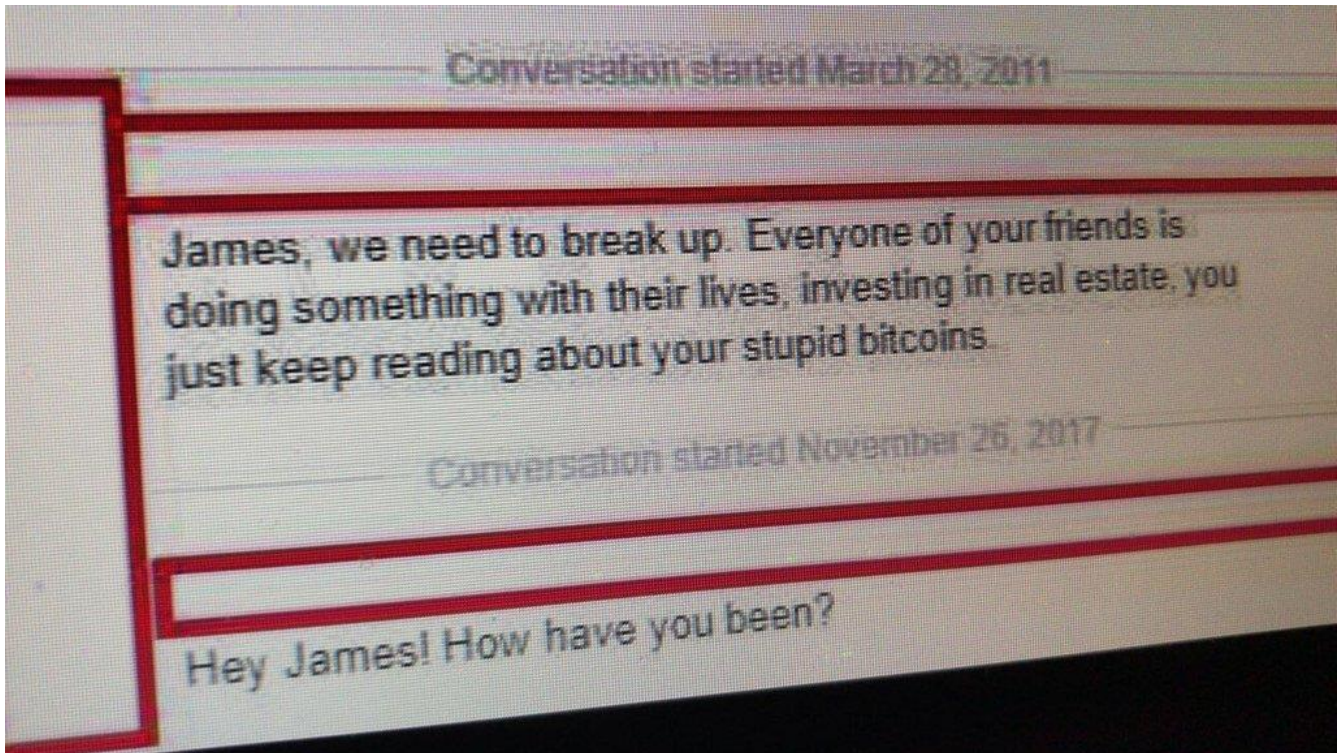 Conversation started March 28, 2011
James, we need to break up. Everyone of your friends is
doing something with their lives, investing in real estate, you
just keep reading about your stupid bitcoins.
Conversation started November 26, 2017
Hey James! How have you been?